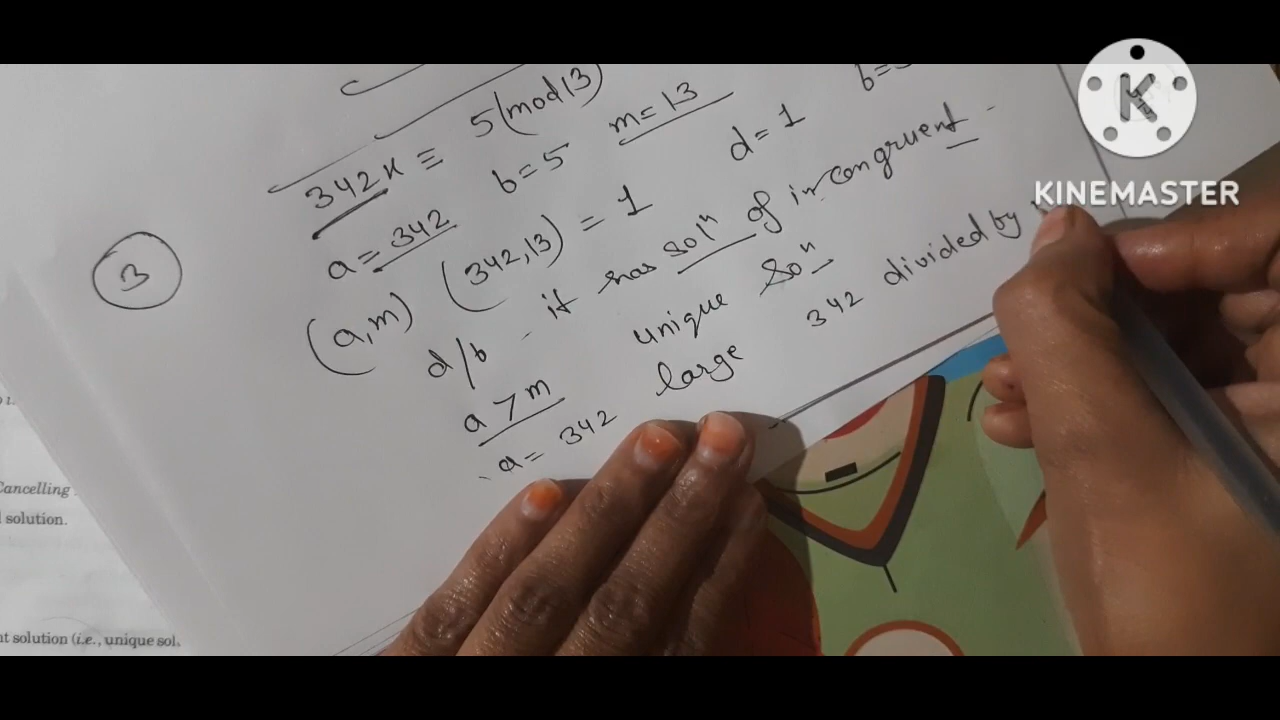 342x ≡ 5(mod 13)
a = 342 b = 5 m = 13
(a,m) (342,13) = 1 d = 1
d/b - it has solⁿ of incongruent -
unique Soⁿ
a > m
a = 342 large 342 divided by
3
Cancelling
solution.
nt solution (i.e., unique sol.
K
KINEMASTER